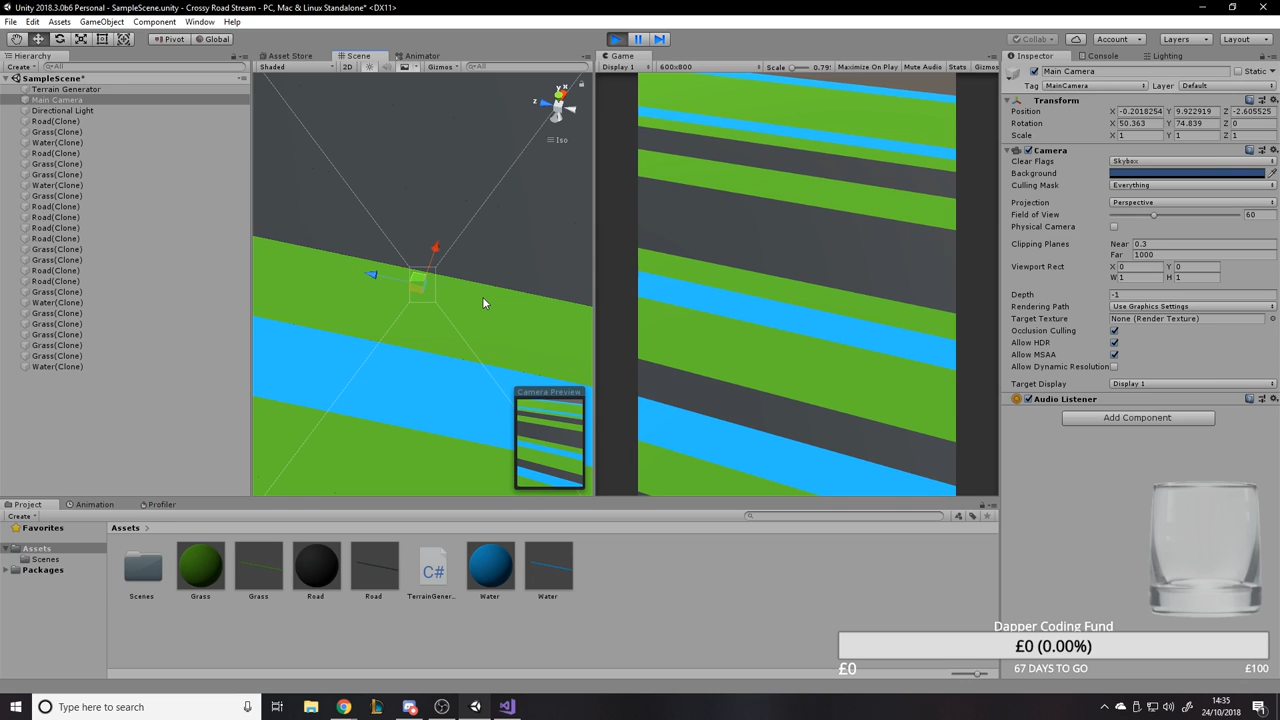 Unity 2018.3.0b6 Personal - SampleScene.unity - Crossy Road Stream - PC, Mac & Linux Standalone* <DX11>
File Edit Assets GameObject Component Window Help
Pivot Global Collab Account Layers Layout
Hierarchy Asset Store Scene Animator Game Inspector Console Lighting
Create All Shaded 2D Gizmos All Display 1 600x800 Scale 0.79 Maximize On Play Mute Audio Stats Gizmos
Main Camera Static
SampleScene*
Tag MainCamera Layer Default
Terrain Generator
Main Camera
Directional Light
Road(Clone)
Grass(Clone)
Water(Clone)
Road(Clone)
Grass(Clone)
Grass(Clone)
Water(Clone)
Grass(Clone)
Road(Clone)
Road(Clone)
Road(Clone)
Road(Clone)
Grass(Clone)
Grass(Clone)
Road(Clone)
Road(Clone)
Grass(Clone)
Water(Clone)
Grass(Clone)
Grass(Clone)
Grass(Clone)
Grass(Clone)
Grass(Clone)
Water(Clone)
y x
z
Iso
Camera Preview
Transform
Position X -0.2018254 Y 9.922919 Z -2.605525
Rotation X 50.363 Y 74.839 Z 0
Scale X 1 Y 1 Z 1
Camera
Clear Flags Skybox
Background
Culling Mask Everything
Projection Perspective
Field of View 60
Physical Camera
Clipping Planes Near 0.3
Far 1000
Viewport Rect X 0 Y 0
W 1 H 1
Depth -1
Rendering Path Use Graphics Settings
Target Texture None (Render Texture)
Occlusion Culling
Allow HDR
Allow MSAA
Allow Dynamic Resolution
Target Display Display 1
Audio Listener
Add Component
Project Animation Profiler
Create
Favorites
Assets
Scenes
Packages
Assets
C#
Scenes Grass Grass Road Road TerrainGener... Water Water
Dapper Coding Fund
£0 (0.00%)
£0 67 DAYS TO GO £100
Type here to search
14:35
24/10/2018
1